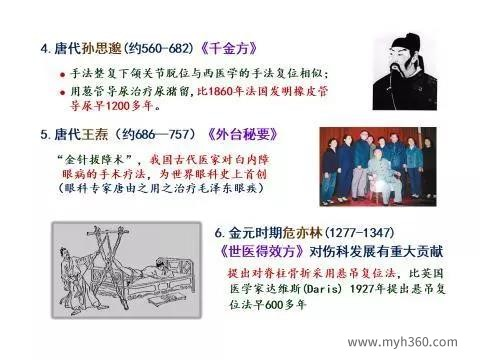 4. 唐代孙思邈(约560-682)《千金方》
手法整复下颌关节脱位与西医学的手法复位相似；
用葱管导尿治疗尿潴留,比1860年法国发明橡皮管
导尿早1200多年。
5. 唐代王焘（约686—757）《外台秘要》
“金针拔障术”，我国古代医家对白内障
眼病的手术疗法，为世界眼科史上首创
(眼科专家唐由之用之治疗毛泽东眼疾)
6. 金元时期危亦林(1277-1347)
《世医得效方》对伤科发展有重大贡献
提出对脊柱骨折采用悬吊复位法，比英国
医学家达维斯(Daris) 1927年提出悬吊复
位法早600多年
www.myh360.com